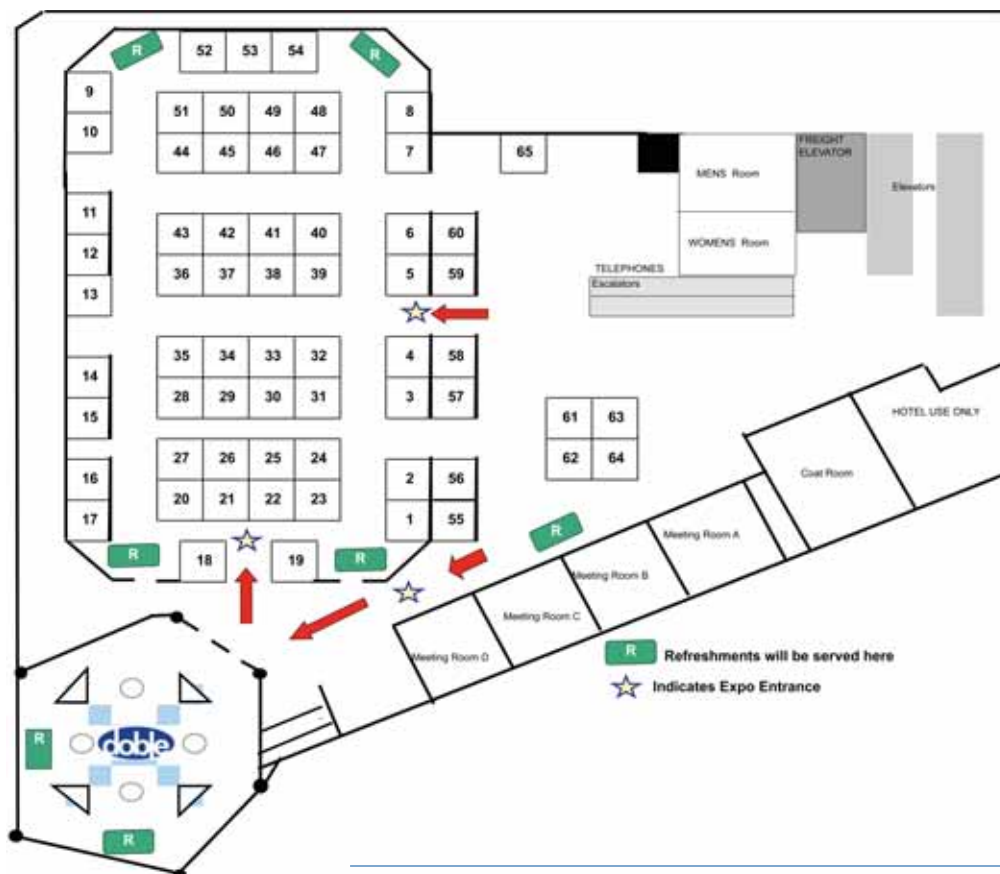 R
R
52 53 54
9
10
51 50 49 48
44 45 46 47
8
7
65
MENS Room
WOMENS Room
FREIGHT
ELEVATOR
Elevators
TELEPHONES
Escalators
11
12
13
43 42 41 40
36 37 38 39
6 60
5 59
14
15
35 34 33 32
28 29 30 31
4 58
3 57
61 63
62 64
HOTEL USE ONLY
Coat Room
16
17
27 26 25 24
20 21 22 23
2 56
1 55
R
18
19
R
R
Meeting Room A
Meeting Room B
Meeting Room C
Meeting Room D
R Refreshments will be served here
Indicates Expo Entrance
R
doble
R